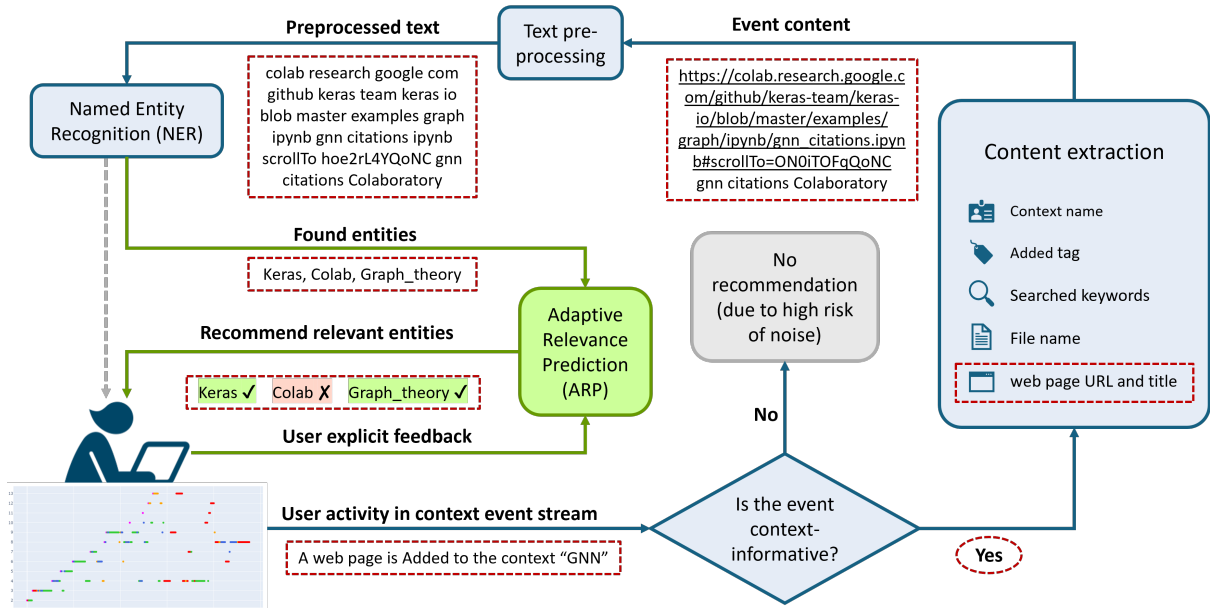 Preprocessed text
Text pre-
processing
Event content
colab research google com
github keras team keras io
blob master examples graph
ipynb gnn citations ipynb
scrollTo hoe2rL4YQoNC gnn
citations Colaboratory
https://colab.research.google.c
om/github/keras-team/keras-
io/blob/master/examples/
graph/ipynb/gnn_citations.ipyn
b#scrollTo=ON0iTOFqQoNC
gnn citations Colaboratory
Named Entity
Recognition (NER)
Content extraction
Context name
Added tag
Searched keywords
File name
web page URL and title
Found entities
Keras, Colab, Graph_theory
No
recommendation
(due to high risk
of noise)
Adaptive
Relevance
Prediction
(ARP)
Recommend relevant entities
Keras ✓ Colab ✗ Graph_theory ✓
User explicit feedback
No
User activity in context event stream
A web page is Added to the context “GNN”
Is the event
context-
informative?
Yes